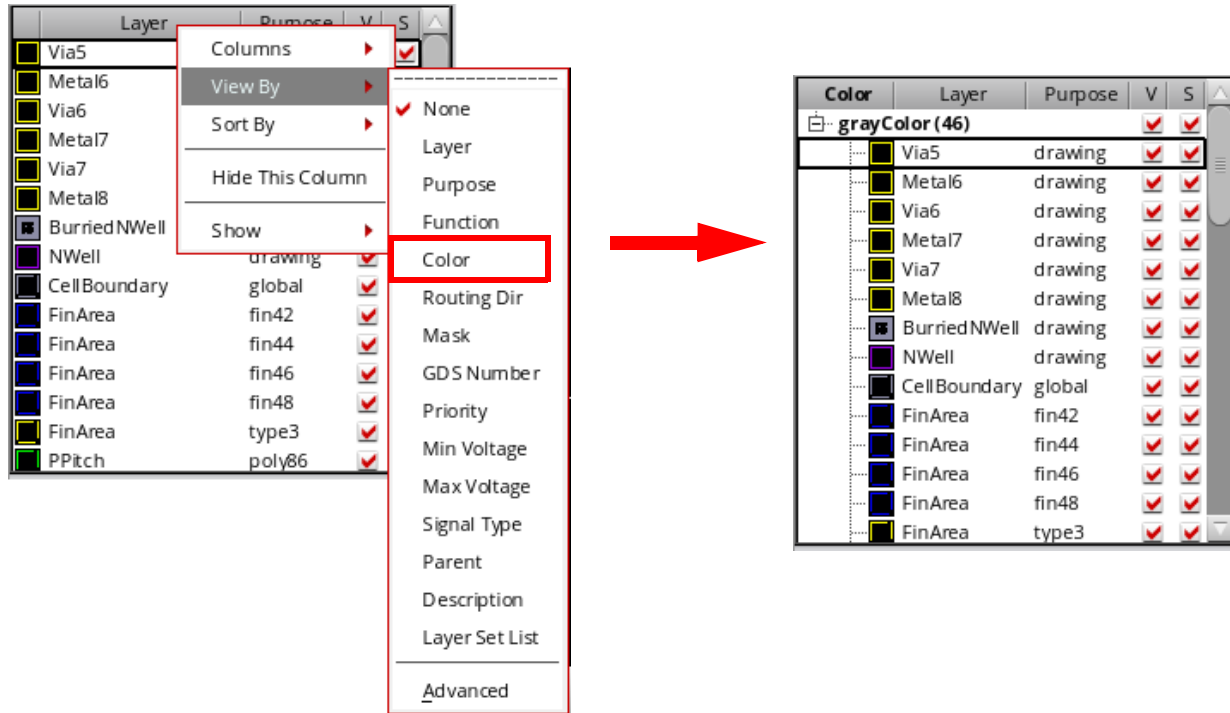 Layer Purpose V S
Via5
Metal6
Via6
Metal7
Via7
Metal8
BurriedNWell
NWell drawing
CellBoundary global
FinArea fin42
FinArea fin44
FinArea fin46
FinArea fin48
FinArea type3
PPitch poly86
Columns
View By
Sort By
Hide This Column
Show
None
Layer
Purpose
Function
Color
Routing Dir
Mask
GDS Number
Priority
Min Voltage
Max Voltage
Signal Type
Parent
Description
Layer Set List
Advanced
Color Layer Purpose V S
grayColor (46)
Via5 drawing
Metal6 drawing
Via6 drawing
Metal7 drawing
Via7 drawing
Metal8 drawing
BurriedNWell drawing
NWell drawing
CellBoundary global
FinArea fin42
FinArea fin44
FinArea fin46
FinArea fin48
FinArea type3